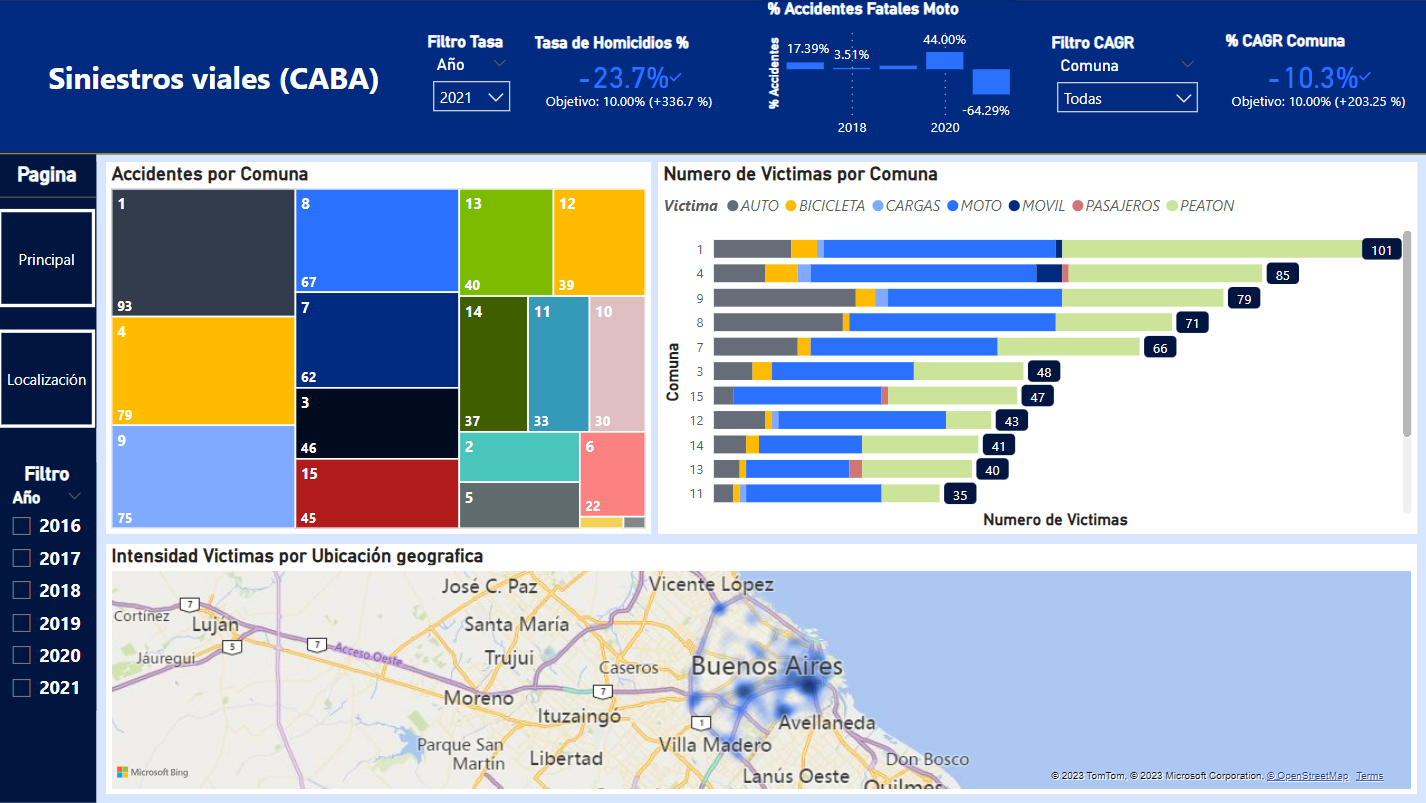 Siniestros viales (CABA)
Filtro Tasa
Año
2021
Tasa de Homicidios %
-23.7%
Objetivo: 10.00% (+336.7 %)
% Accidentes Fatales Moto
% Accidentes
17.39%
3.51%
44.00%
-64.29%
2018
2020
Filtro CAGR
Comuna
Todas
% CAGR Comuna
-10.3%
Objetivo: 10.00% (+203.25 %)
Pagina
Principal
Localización
Filtro
Año
2016
2017
2018
2019
2020
2021
Accidentes por Comuna
1
93
4
79
9
75
8
67
7
62
3
46
15
45
13
40
12
39
14
37
11
33
10
30
2
5
6
22
Numero de Victimas por Comuna
Victima AUTO BICICLETA CARGAS MOTO MOVIL PASAJEROS PEATON
Comuna
1 101
4 85
9 79
8 71
7 66
3 48
15 47
12 43
14 41
13 40
11 35
Numero de Victimas
Intensidad Victimas por Ubicación geografica
José C. Paz
Vicente López
7
Cortínez
Luján
Santa María
5
7
Acceso Oeste
Jáuregui
Trujui
Caseros
Buenos Aires
Moreno
7
Ituzaingó
1
Avellaneda
Parque San
Martín
Libertad
Villa Madero
Don Bosco
Lanús Oeste
Quilmes
Microsoft Bing
© 2023 TomTom, © 2023 Microsoft Corporation, © OpenStreetMap Terms